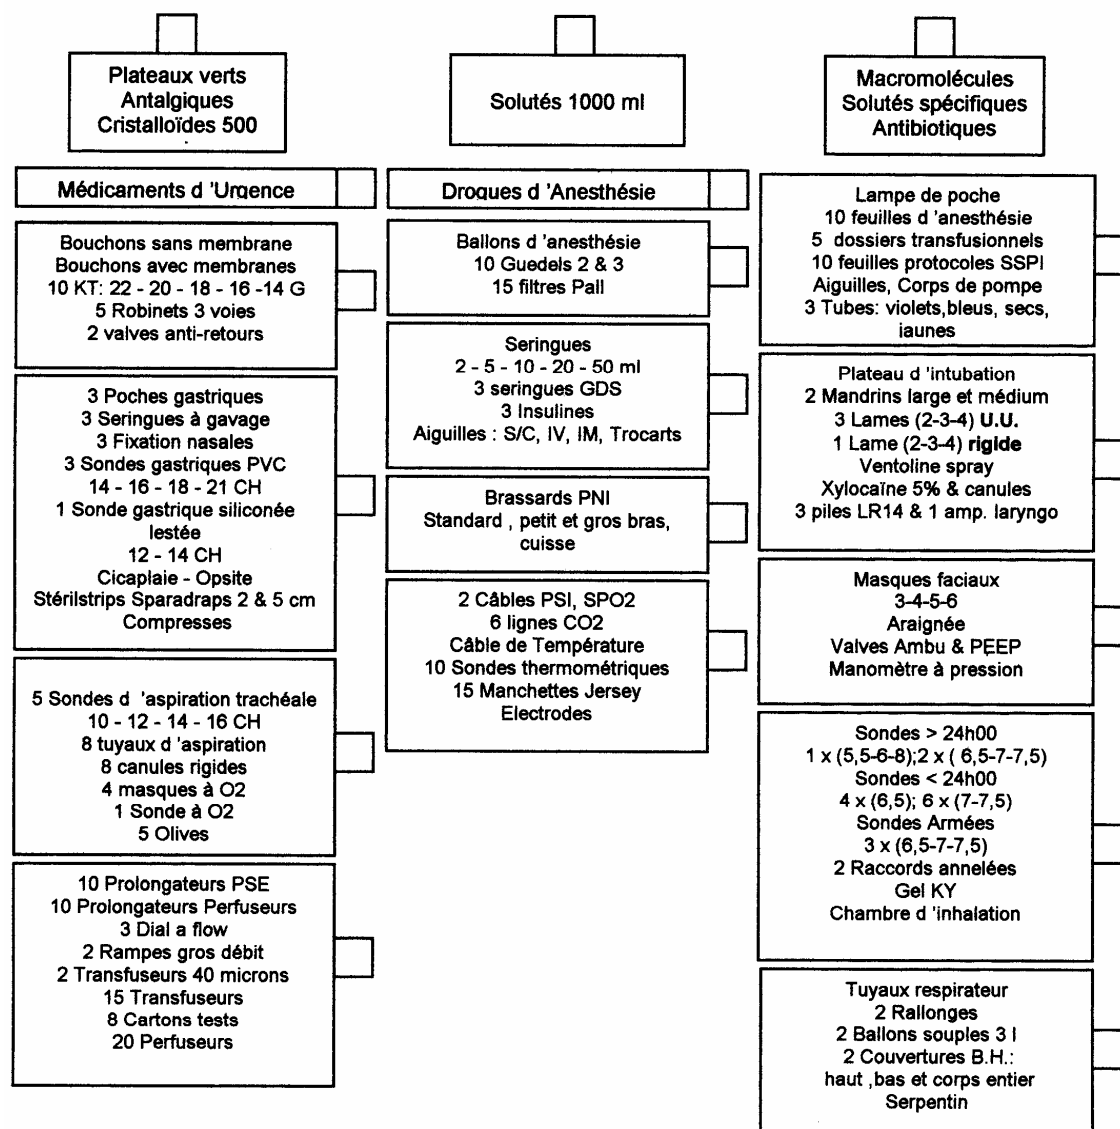 Plateaux verts
Antalgiques
Cristalloïdes 500
Solutés 1000 ml
Macromolécules
Solutés spécifiques
Antibiotiques
Médicaments d 'Urgence
Bouchons sans membrane
Bouchons avec membranes
10 KT: 22 - 20 - 18 - 16 -14 G
5 Robinets 3 voies
2 valves anti-retours
3 Poches gastriques
3 Seringues à gavage
3 Fixation nasales
3 Sondes gastriques PVC
14 - 16 - 18 - 21 CH
1 Sonde gastrique siliconée
lestée
12 - 14 CH
Cicaplaie - Opsite
Stérilstrips Sparadraps 2 & 5 cm
Compresses
5 Sondes d 'aspiration trachéale
10 - 12 - 14 - 16 CH
8 tuyaux d 'aspiration
8 canules rigides
4 masques à O2
1 Sonde à O2
5 Olives
10 Prolongateurs PSE
10 Prolongateurs Perfuseurs
3 Dial a flow
2 Rampes gros débit
2 Transfuseurs 40 microns
15 Transfuseurs
8 Cartons tests
20 Perfuseurs
Drogues d 'Anesthésie
Ballons d 'anesthésie
10 Guedels 2 & 3
15 filtres Pall
Seringues
2 - 5 - 10 - 20 - 50 ml
3 seringues GDS
3 Insulines
Aiguilles : S/C, IV, IM, Trocarts
Brassards PNI
Standard , petit et gros bras,
cuisse
2 Câbles PSI, SPO2
6 lignes CO2
Câble de Température
10 Sondes thermométriques
15 Manchettes Jersey
Electrodes
Lampe de poche
10 feuilles d 'anesthésie
5 dossiers transfusionnels
10 feuilles protocoles SSPI
Aiguilles, Corps de pompe
3 Tubes: violets,bleus, secs,
jaunes
Plateau d 'intubation
2 Mandrins large et médium
3 Lames (2-3-4) U.U.
1 Lame (2-3-4) rigide
Ventoline spray
Xylocaïne 5% & canules
3 piles LR14 & 1 amp. laryngo
Masques faciaux
3-4-5-6
Araignée
Valves Ambu & PEEP
Manomètre à pression
Sondes > 24h00
1 x (5,5-6-8);2 x ( 6,5-7-7,5)
Sondes < 24h00
4 x (6,5); 6 x (7-7,5)
Sondes Armées
3 x (6,5-7-7,5)
2 Raccords annelées
Gel KY
Chambre d 'inhalation
Tuyaux respirateur
2 Rallonges
2 Ballons souples 3 l
2 Couvertures B.H.:
haut ,bas et corps entier
Serpentin